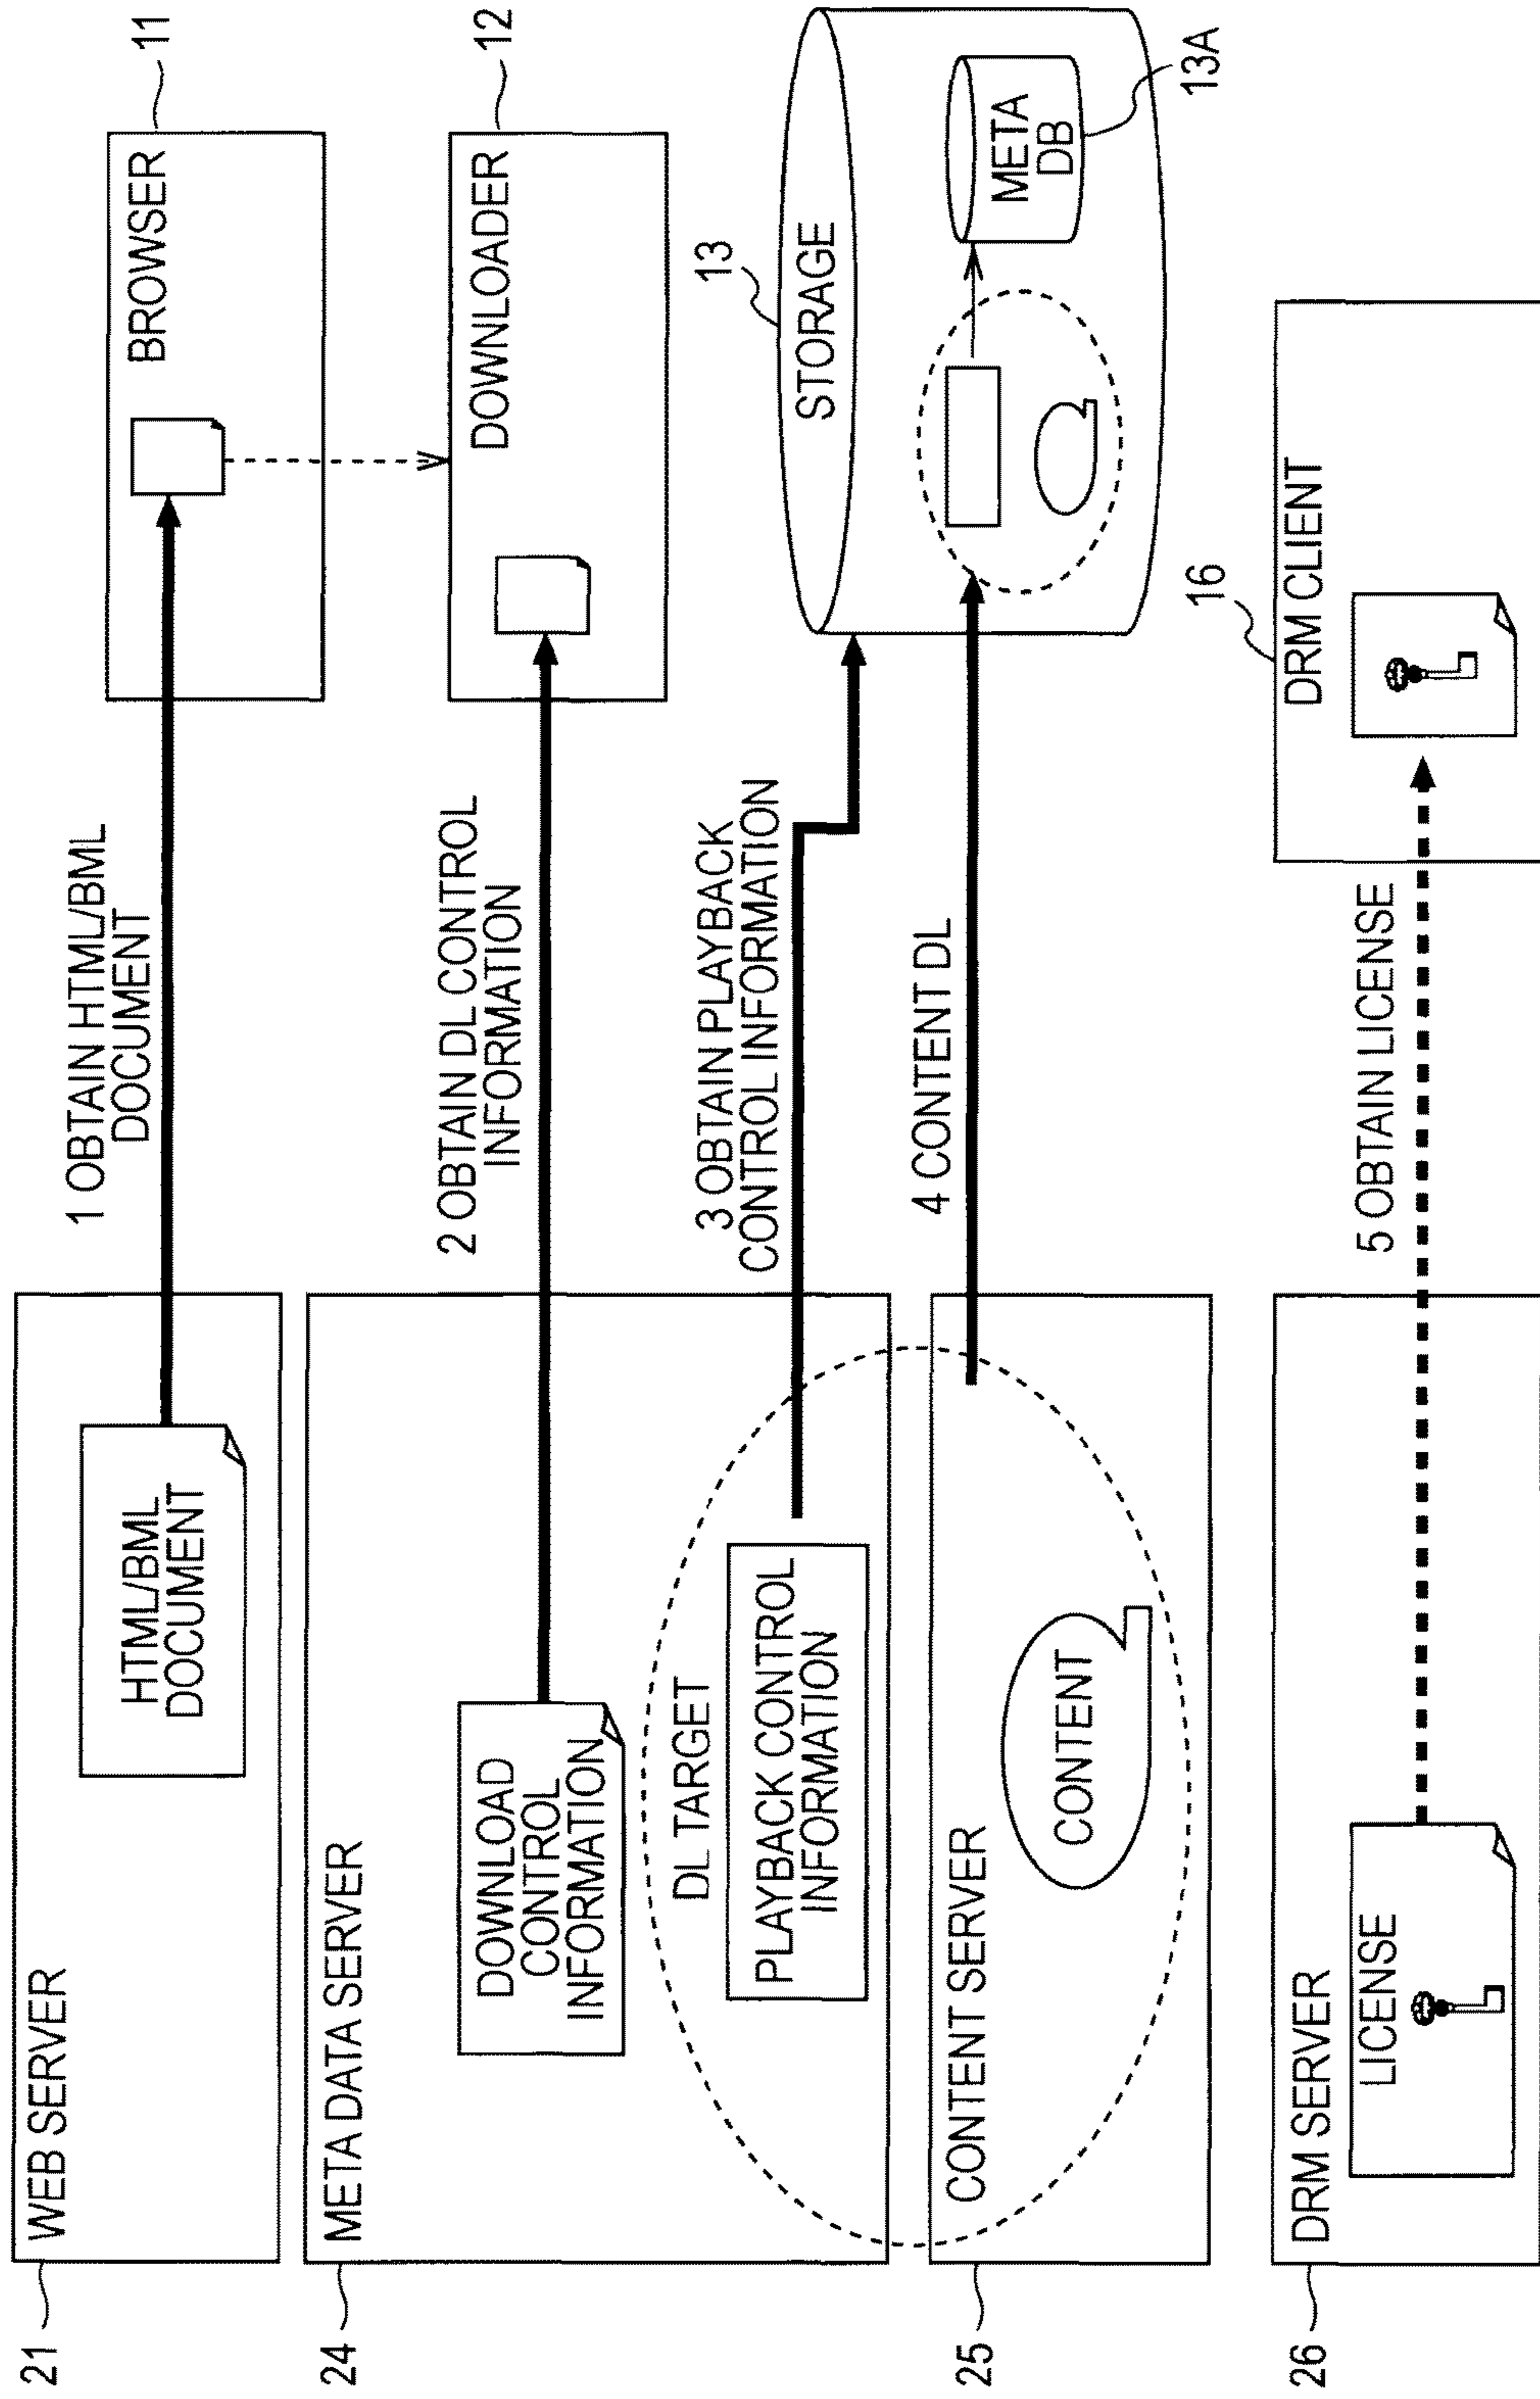 21
WEB SERVER
HTML/BML
DOCUMENT
1 OBTAIN HTML/BML
DOCUMENT
BROWSER
11
24
META DATA SERVER
DOWNLOAD
CONTROL
INFORMATION
2 OBTAIN DL CONTROL
INFORMATION
DOWNLOADER
12
DL TARGET
PLAYBACK CONTROL
INFORMATION
3 OBTAIN PLAYBACK
CONTROL INFORMATION
13
STORAGE
META
DB
13A
25
CONTENT SERVER
CONTENT
4 CONTENT DL
26
DRM SERVER
LICENSE
5 OBTAIN LICENSE
16
DRM CLIENT